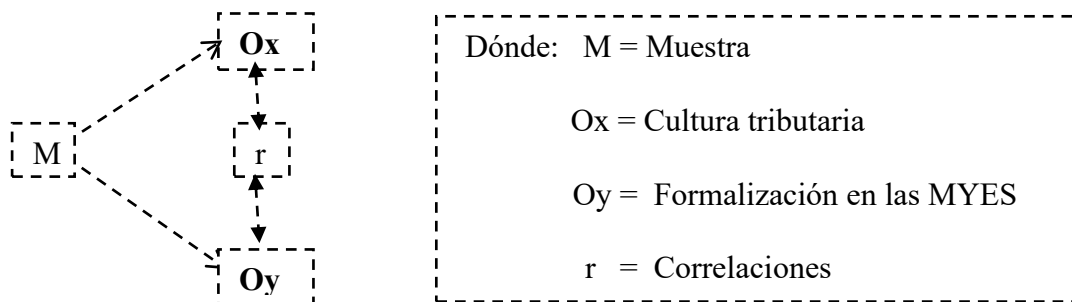 Ox
M
r
Oy
Dónde: M = Muestra
Ox = Cultura tributaria
Oy = Formalización en las MYES
r = Correlaciones